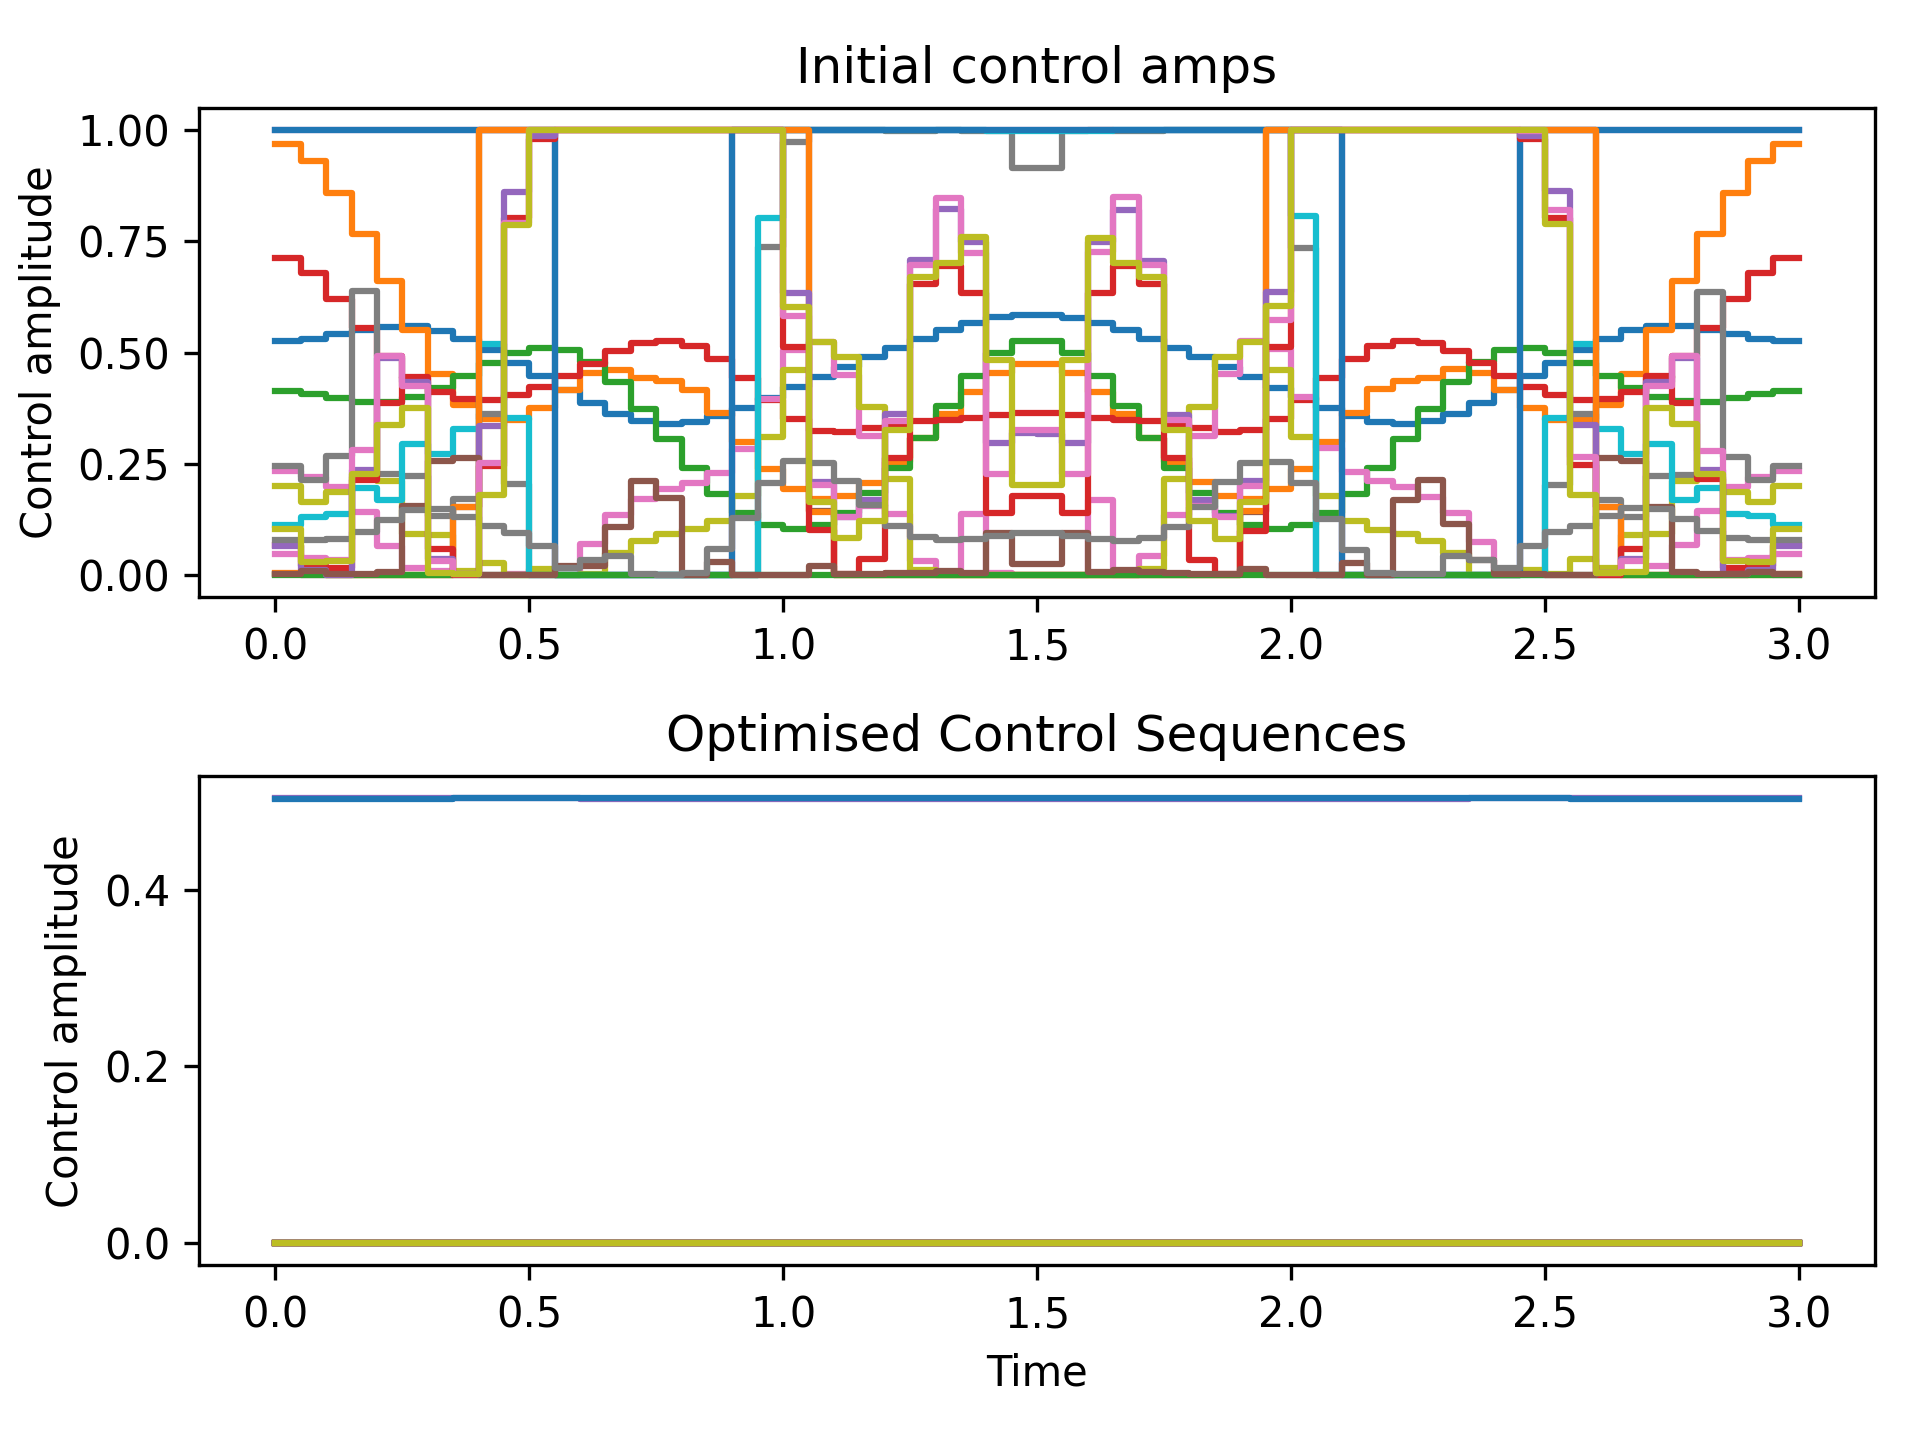 Initial control amps
Control amplitude
1.00
0.75
0.50
0.25
0.00
0.0 0.5 1.0 1.5 2.0 2.5 3.0
Optimised Control Sequences
Control amplitude
0.4
0.2
0.0
0.0 0.5 1.0 1.5 2.0 2.5 3.0
Time